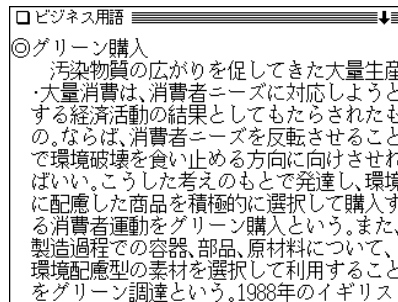 ビジネス用語
◎グリーン購入
汚染物質の広がりを促してきた大量生産
・大量消費は、消費者ニーズに対応しようと
する経済活動の結果としてもたらされたも
の。ならば、消費者ニーズを反転させること
で環境破壊を食い止める方向に向けさせれ
ばいい。こうした考えのもとで発達し、環境
に配慮した商品を積極的に選択して購入す
る消費者運動をグリーン購入という。また、
製造過程での容器、部品、原材料について、
環境配慮型の素材を選択して利用すること
をグリーン調達という。1988年のイギリス